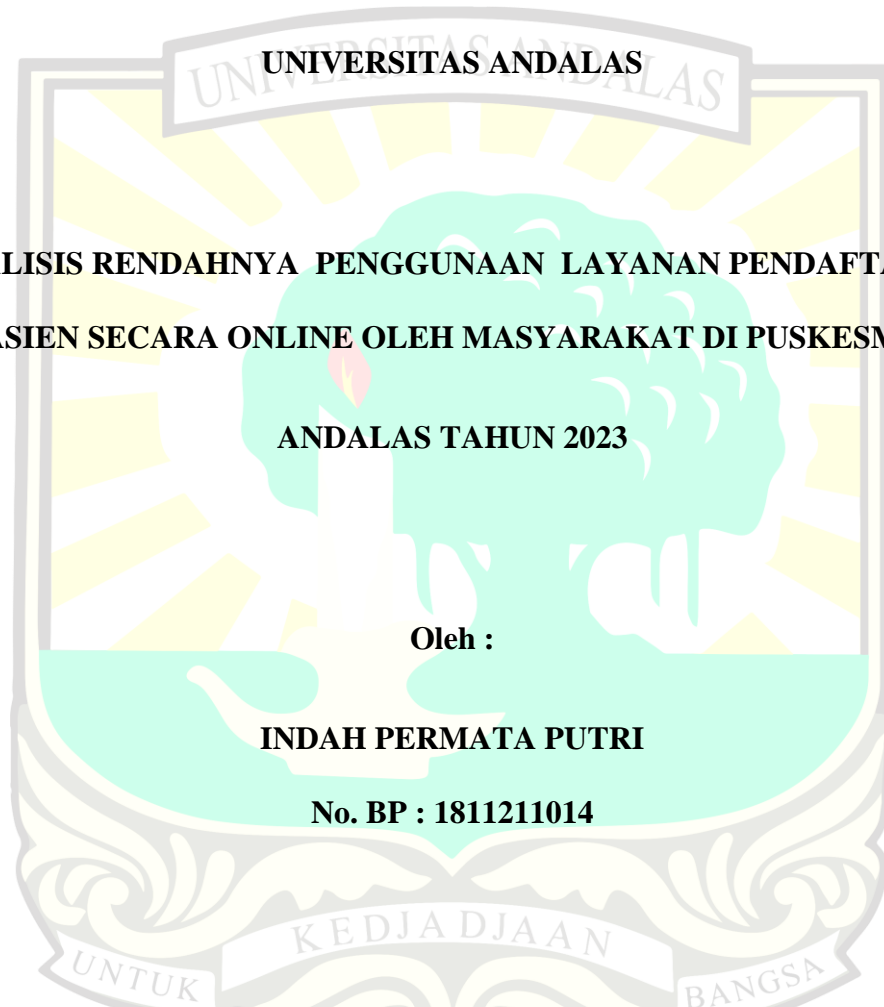 UNIVERSITAS ANDALAS
UNIVERSITAS ANDALAS
ALISIS RENDAHNYA PENGGUNAAN LAYANAN PENDAFTA
ASIEN SECARA ONLINE OLEH MASYARAKAT DI PUSKESM
ANDALAS TAHUN 2023
Oleh :
INDAH PERMATA PUTRI
No. BP : 1811211014
UNTUK KEDJADJAAN BANGSA